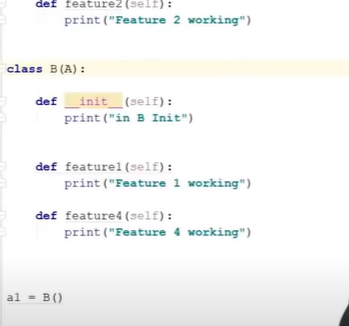 def feature2(self):
print("Feature 2 working")
class B(A):
def __init__(self):
print("in B Init")
def feature1(self):
print("Feature 1 working")
def feature4(self):
print("Feature 4 working")
a1 = B()